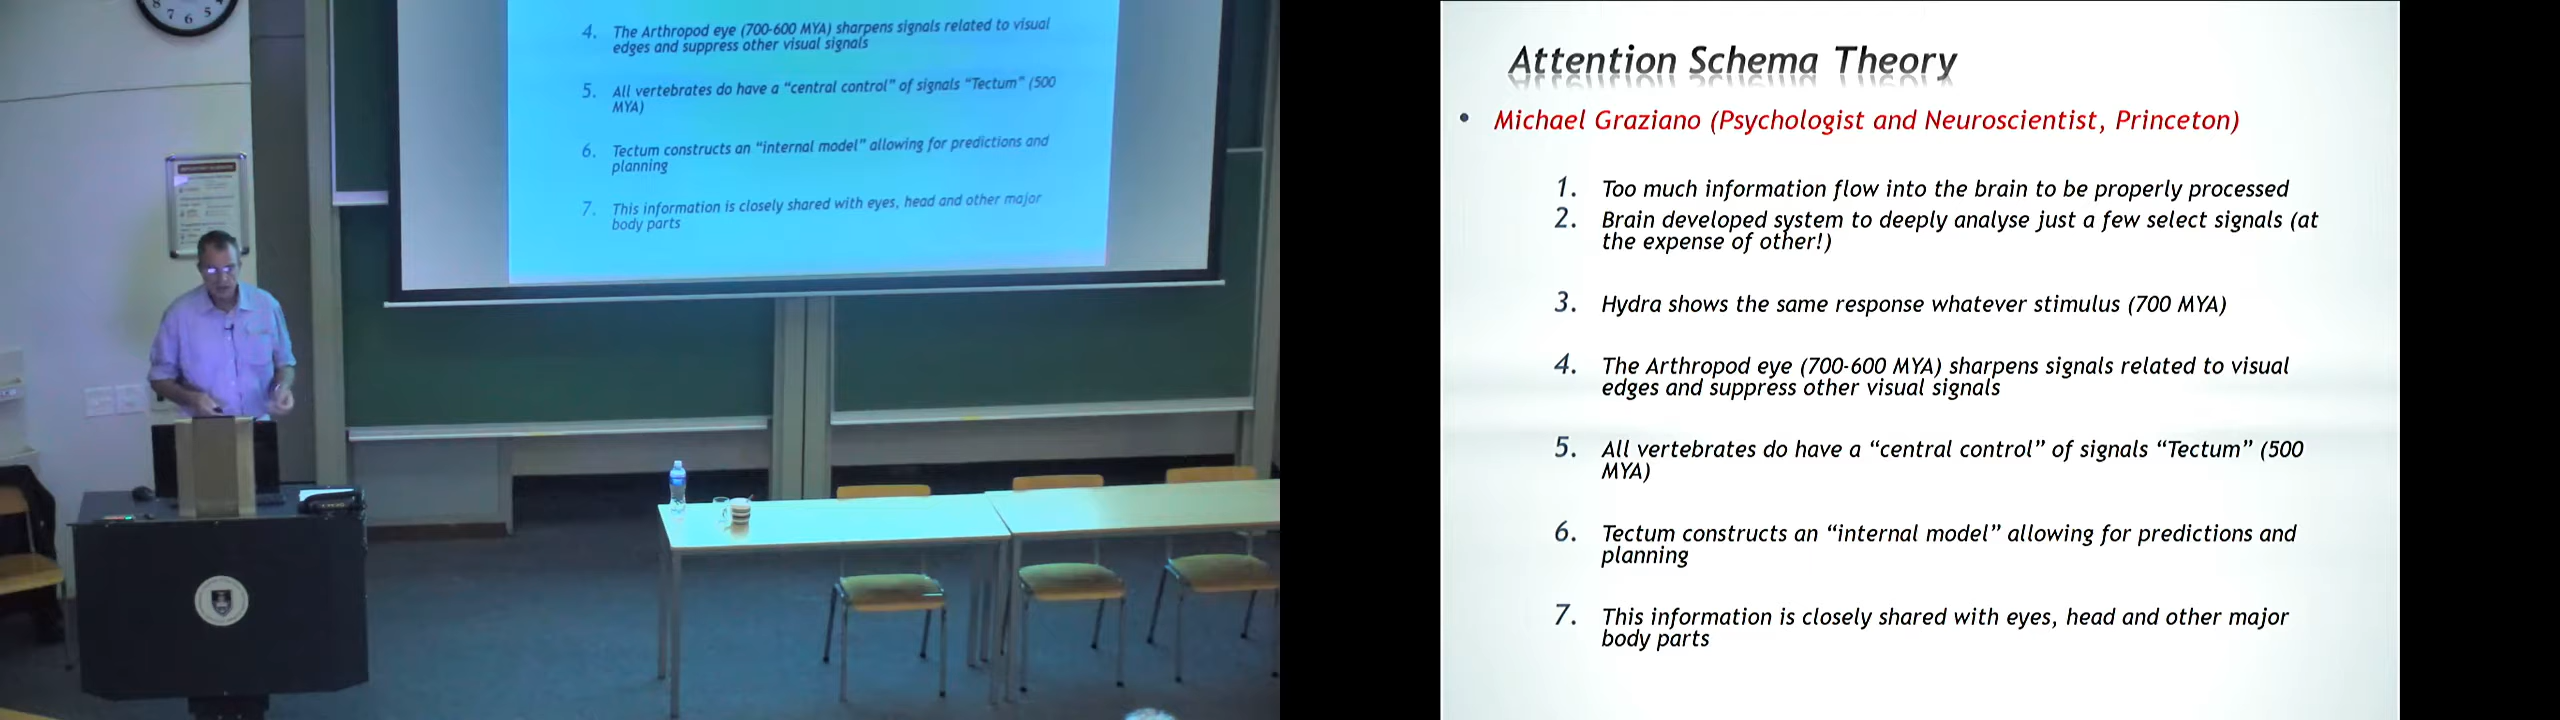 8 7 6 5
4. The Arthropod eye (700-600 MYA) sharpens signals related to visual
edges and suppress other visual signals
5. All vertebrates do have a “central control” of signals “Tectum” (500
MYA)
6. Tectum constructs an “internal model” allowing for predictions and
planning
7. This information is closely shared with eyes, head and other major
body parts
Attention Schema Theory
• Michael Graziano (Psychologist and Neuroscientist, Princeton)
1. Too much information flow into the brain to be properly processed
2. Brain developed system to deeply analyse just a few select signals (at
the expense of other!)
3. Hydra shows the same response whatever stimulus (700 MYA)
4. The Arthropod eye (700-600 MYA) sharpens signals related to visual
edges and suppress other visual signals
5. All vertebrates do have a “central control” of signals “Tectum” (500
MYA)
6. Tectum constructs an “internal model” allowing for predictions and
planning
7. This information is closely shared with eyes, head and other major
body parts